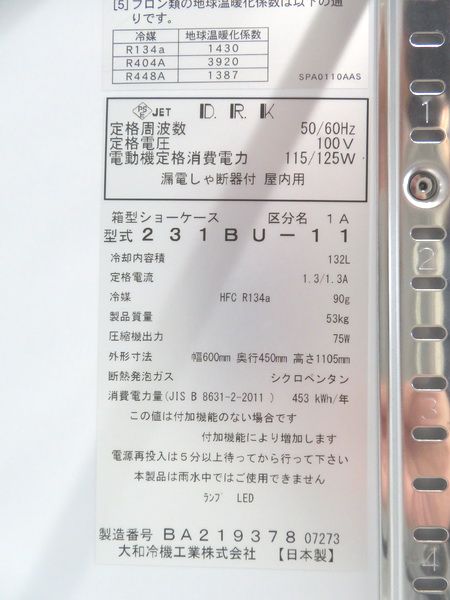 [5] フロン類の地球温暖化係数は以下の通
りです。
冷媒 地球温暖化係数
R134a 1430
R404A 3920
R448A 1387
SPA0110AAS
PSE JET D.R.K
定格周波数 50/60Hz
定格電圧 100V
電動機定格消費電力 115/125W
漏電しゃ断器付 屋内用
箱型ショーケース 区分名 1A
型式 231BU-11
冷却内容積 132L
定格電流 1.3/1.3A
冷媒 HFC R134a 90g
製品質量 53kg
圧縮機出力 75W
外形寸法 幅600mm 奥行450mm 高さ1105mm
断熱発泡ガス シクロペンタン
消費電力量(JIS B 8631-2-2011 ) 453 kWh/年
この値は付加機能のない場合です
付加機能により増加します
電源再投入は5分以上待ってから行って下さい
本製品は雨水中ではご使用できません
ﾗﾝﾌﾟ LED
製造番号 BA219378 07273
大和冷機工業株式会社 【日本製】
1
2
3
4